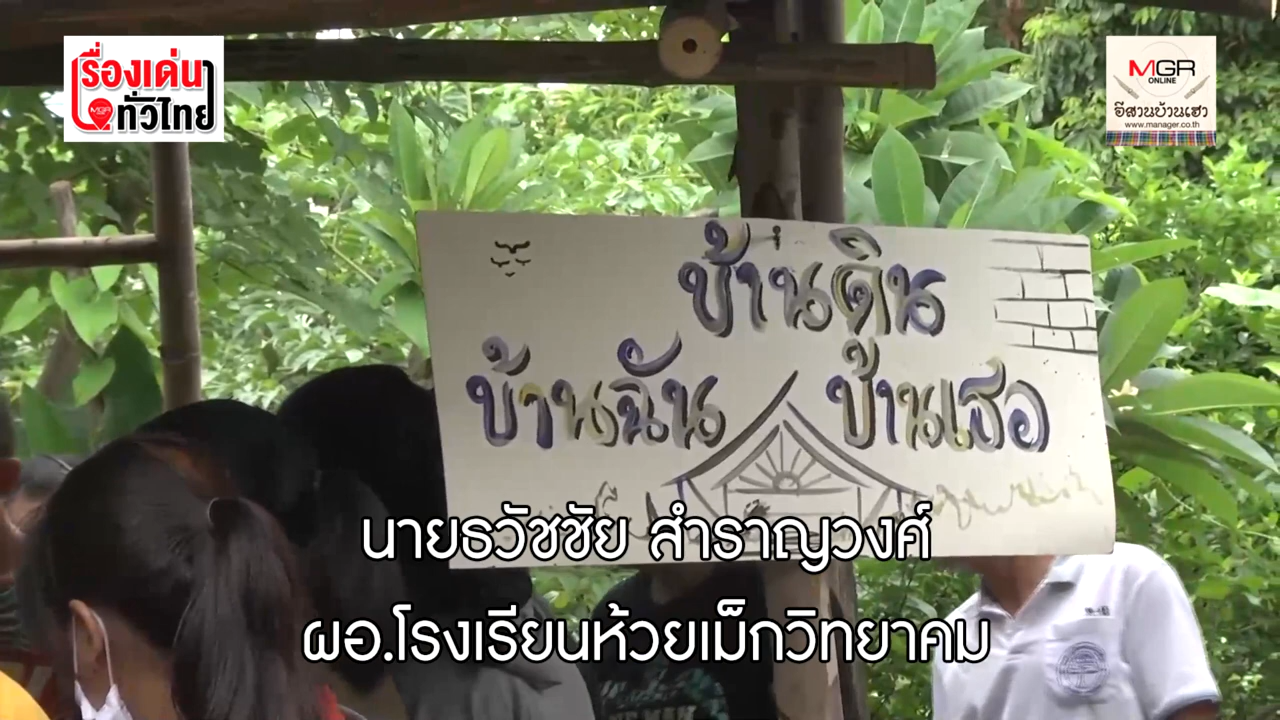 เรื่องเด่น
MGR
ทั่วไทย
MGR
ONLINE
อีสานบ้านเฮา
www.manager.co.th
บ้านดิน
บ้านฉัน บ้านเธอ
นายธวัชชัย สำราญวงศ์
ผอ.โรงเรียนห้วยเม็กวิทยาคม